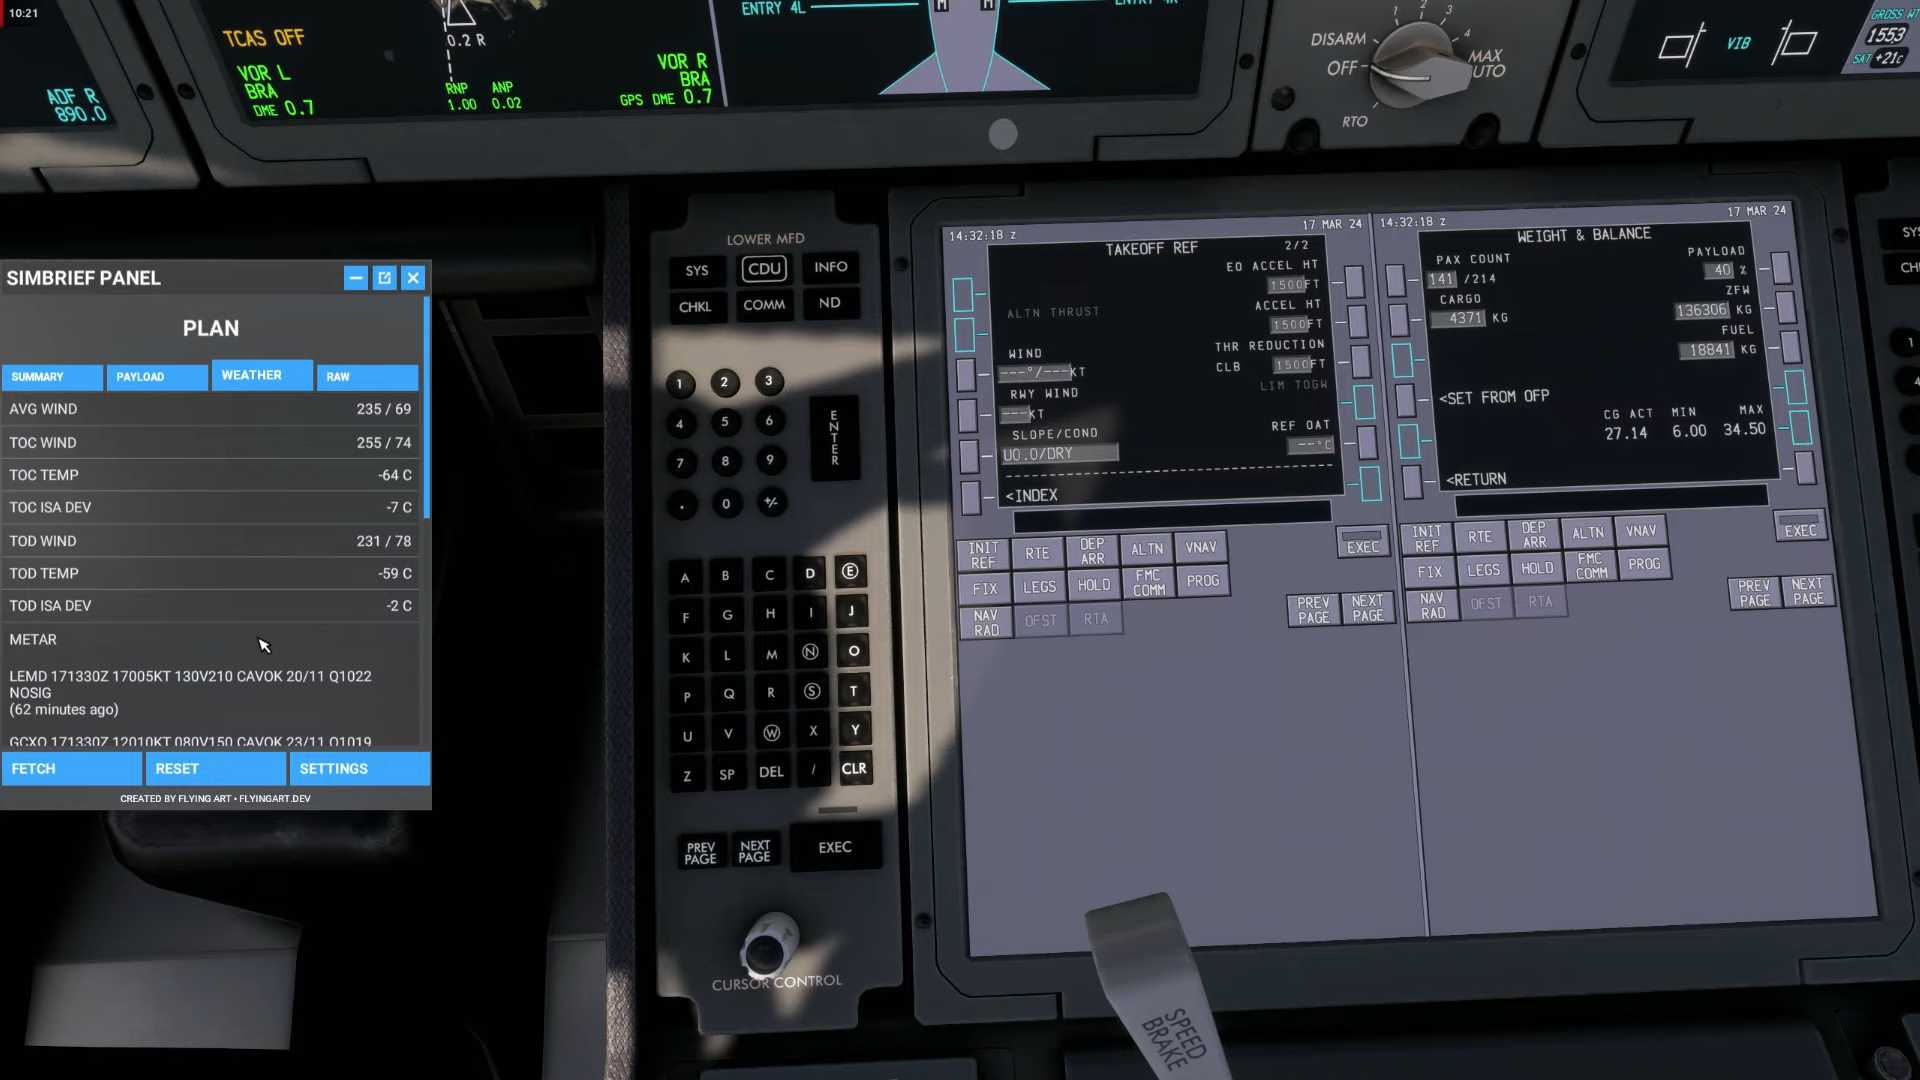 10:21
TCAS OFF
VOR L
BRA
DME 0.7
0.2 R
RNP ANP
1.00 0.02
VOR R
BRA
GPS DME 0.7
ADF R
890.0
ENTRY 4L
M M
DISARM
OFF
RTO
1 2 3 4
MAX
AUTO
VIB
GROSS WT
1553
SAT +21c
SIMBRIEF PANEL
PLAN
SUMMARY PAYLOAD WEATHER RAW
AVG WIND 235 / 69
TOC WIND 255 / 74
TOC TEMP -64 C
TOC ISA DEV -7 C
TOD WIND 231 / 78
TOD TEMP -59 C
TOD ISA DEV -2 C
METAR
LEMD 171330Z 17005KT 130V210 CAVOK 20/11 Q1022
NOSIG
(62 minutes ago)
GCXO 171330Z 12010KT 080V150 CAVOK 23/11 Q1019
FETCH RESET SETTINGS
CREATED BY FLYING ART • FLYINGART.DEV
LOWER MFD
SYS CDU INFO
CHKL COMM ND
1 2 3
4 5 6
7 8 9
. 0 +/-
ENTER
A B C D E
F G H I J
K L M N O
P Q R S T
U V W X Y
Z SP DEL / CLR
PREV PAGE NEXT PAGE EXEC
CURSOR CONTROL
14:32:18 z 17 MAR 24
TAKEOFF REF 2/2
EO ACCEL HT
1500FT
ALTN THRUST ACCEL HT
1500FT
WIND THR REDUCTION
---°/---KT CLB 1500FT
RWY WIND LIM TOGW
---KT
SLOPE/COND REF OAT
U0.0/DRY --°C
<INDEX
INIT REF RTE DEP ARR ALTN VNAV EXEC
FIX LEGS HOLD FMC COMM PROG
NAV RAD OFST RTA PREV PAGE NEXT PAGE
14:32:18 z 17 MAR 24
WEIGHT & BALANCE
PAX COUNT PAYLOAD
141 /214 40 %
CARGO ZFW
4371 KG 136306 KG
FUEL
18841 KG
<SET FROM OFP
CG ACT MIN MAX
27.14 6.00 34.50
<RETURN
INIT REF RTE DEP ARR ALTN VNAV EXEC
FIX LEGS HOLD FMC COMM PROG
NAV RAD OFST RTA PREV PAGE NEXT PAGE
SPEED
BRAKE